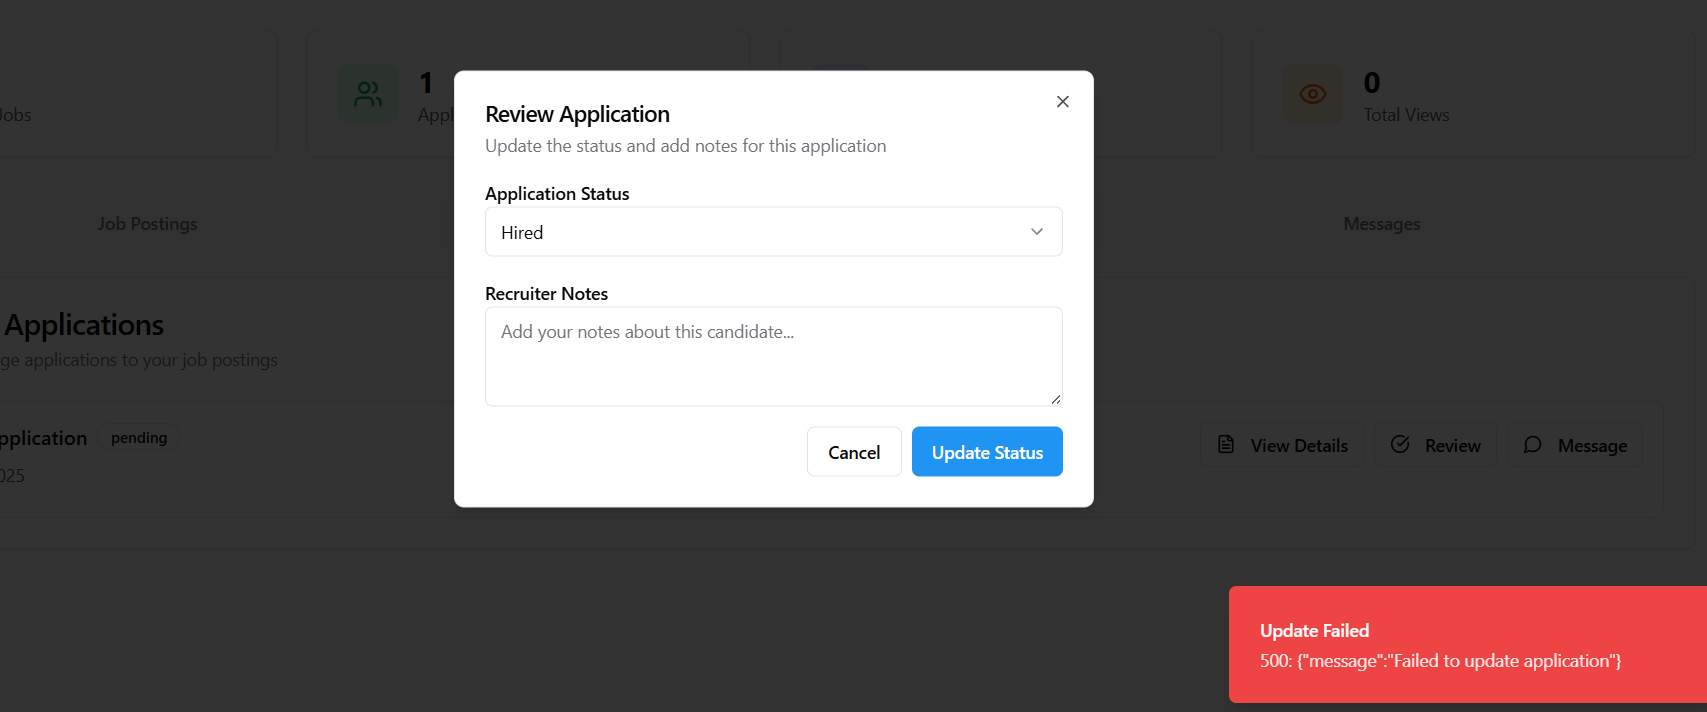 1
0
Jobs
Appl
Total Views
Review Application
Update the status and add notes for this application
Application Status
Hired
Job Postings
Messages
Recruiter Notes
Add your notes about this candidate...
Applications
ge applications to your job postings
pplication
pending
025
View Details
Review
Message
Cancel
Update Status
Update Failed
500: {"message":"Failed to update application"}